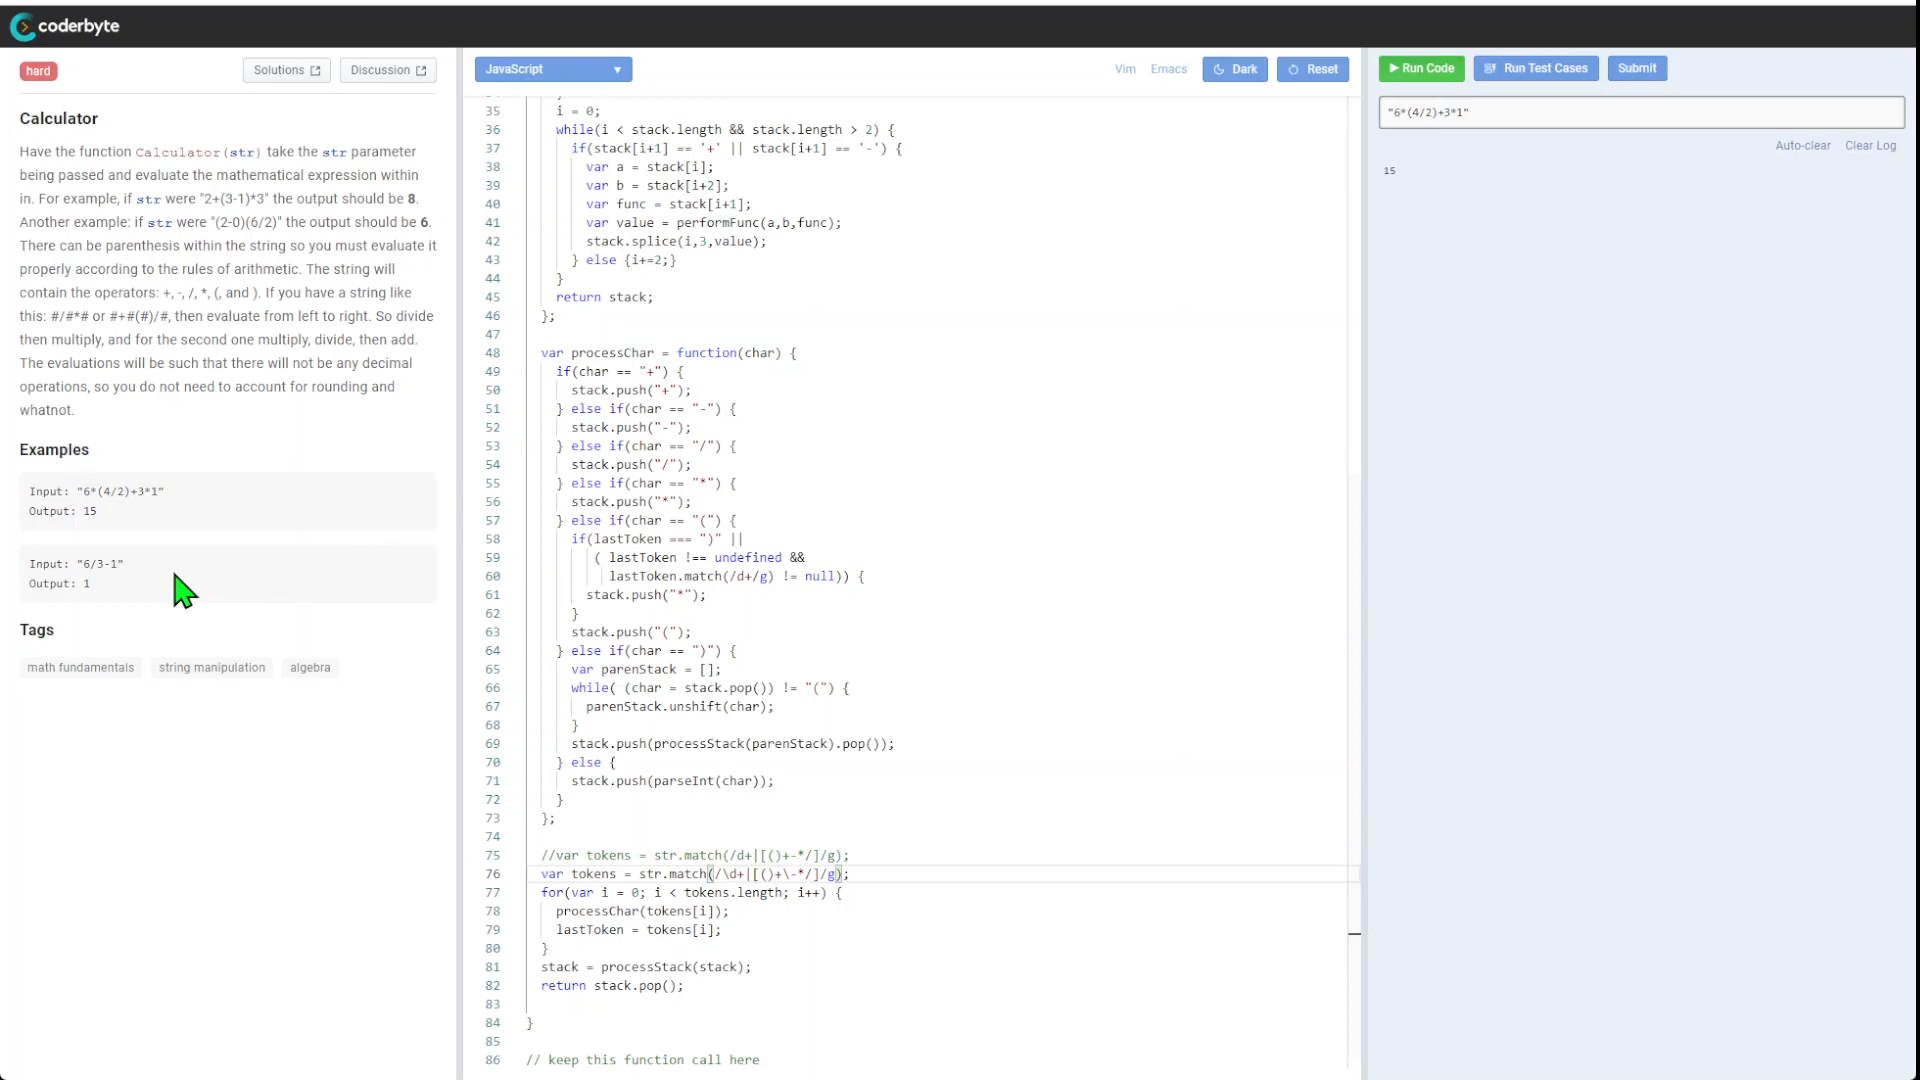 coderbyte
hard
Solutions
Discussion
Calculator
Have the function Calculator(str) take the str parameter
being passed and evaluate the mathematical expression within
in. For example, if str were "2+(3-1)*3" the output should be 8.
Another example: if str were "(2-0)(6/2)" the output should be 6.
There can be parenthesis within the string so you must evaluate it
properly according to the rules of arithmetic. The string will
contain the operators: +, -, /, *, (, and ). If you have a string like
this: #/#*# or #+#(#)/#, then evaluate from left to right. So divide
then multiply, and for the second one multiply, divide, then add.
The evaluations will be such that there will not be any decimal
operations, so you do not need to account for rounding and
whatnot.
Examples
Input: "6*(4/2)+3*1"
Output: 15
Input: "6/3-1"
Output: 1
Tags
math fundamentals
string manipulation
algebra
JavaScript
Vim
Emacs
Dark
Reset
35 i = 0;
36 while(i < stack.length && stack.length > 2) {
37 if(stack[i+1] == '+' || stack[i+1] == '-') {
38 var a = stack[i];
39 var b = stack[i+2];
40 var func = stack[i+1];
41 var value = performFunc(a,b,func);
42 stack.splice(i,3,value);
43 } else {i+=2;}
44 }
45 return stack;
46 };
47
48 var processChar = function(char) {
49 if(char == "+") {
50 stack.push("+");
51 } else if(char == "-") {
52 stack.push("-");
53 } else if(char == "/") {
54 stack.push("/");
55 } else if(char == "*") {
56 stack.push("*");
57 } else if(char == "(") {
58 if(lastToken === ")" ||
59 ( lastToken !== undefined &&
60 lastToken.match(/d+/g) != null)) {
61 stack.push("*");
62 }
63 stack.push("(");
64 } else if(char == ")") {
65 var parenStack = [];
66 while( (char = stack.pop()) != "(") {
67 parenStack.unshift(char);
68 }
69 stack.push(processStack(parenStack).pop());
70 } else {
71 stack.push(parseInt(char));
72 }
73 };
74
75 //var tokens = str.match(/d+|[()+-*/]/g);
76 var tokens = str.match(/\d+|[()+\-*/]/g);
77 for(var i = 0; i < tokens.length; i++) {
78 processChar(tokens[i]);
79 lastToken = tokens[i];
80 }
81 stack = processStack(stack);
82 return stack.pop();
83
84 }
85
86 // keep this function call here
Run Code
Run Test Cases
Submit
"6*(4/2)+3*1"
Auto-clear
Clear Log
15